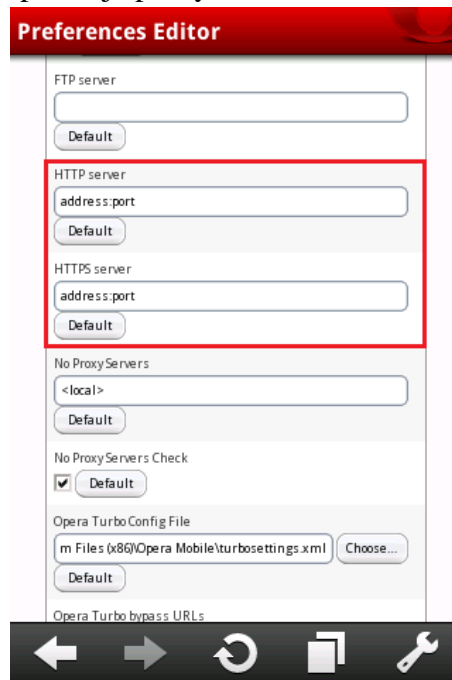 Preferences Editor
FTP server
Default
HTTP server
address:port
Default
HTTPS server
address:port
Default
No Proxy Servers
<local>
Default
No Proxy Servers Check
Default
Opera Turbo Config File
m Files (x86)\Opera Mobile\turbosettings.xml Choose...
Default
Opera Turbo bypass URLs